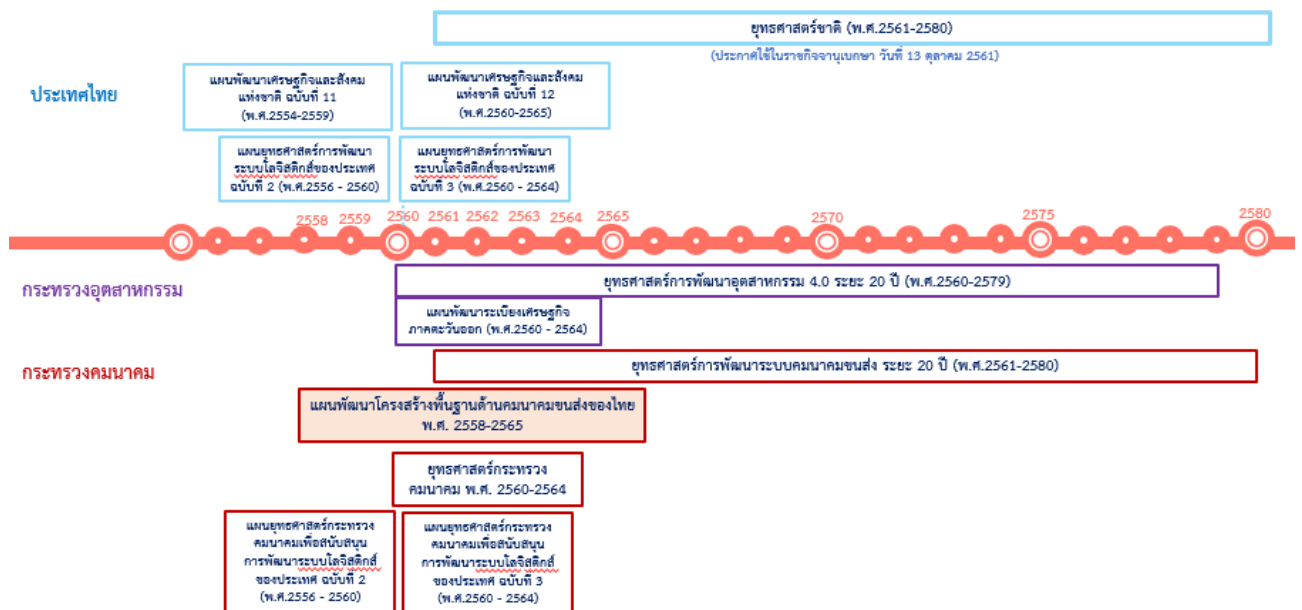 ยุทธศาสตร์ชาติ (พ.ศ.2561-2580)
(ประกาศใช้ในราชกิจจานุเบกษา วันที่ 13 ตุลาคม 2561)
ประเทศไทย
แผนพัฒนาเศรษฐกิจและสังคม
แห่งชาติ ฉบับที่ 11
(พ.ศ.2554-2559)
แผนพัฒนาเศรษฐกิจและสังคม
แห่งชาติ ฉบับที่ 12
(พ.ศ.2560-2565)
แผนยุทธศาสตร์การพัฒนา
ระบบโลจิสติกส์ของประเทศ
ฉบับที่ 2 (พ.ศ.2556 - 2560)
แผนยุทธศาสตร์การพัฒนา
ระบบโลจิสติกส์ของประเทศ
ฉบับที่ 3 (พ.ศ.2560 - 2564)
2558 2559 2560 2561 2562 2563 2564 2565 2570 2575 2580
กระทรวงอุตสาหกรรม
ยุทธศาสตร์การพัฒนาอุตสาหกรรม 4.0 ระยะ 20 ปี (พ.ศ.2560-2579)
แผนพัฒนาระเบียงเศรษฐกิจ
ภาคตะวันออก (พ.ศ.2560 - 2564)
กระทรวงคมนาคม
ยุทธศาสตร์การพัฒนาระบบคมนาคมขนส่ง ระยะ 20 ปี (พ.ศ.2561-2580)
แผนพัฒนาโครงสร้างพื้นฐานด้านคมนาคมขนส่งของไทย
พ.ศ. 2558-2565
ยุทธศาสตร์กระทรวง
คมนาคม พ.ศ. 2560-2564
แผนยุทธศาสตร์กระทรวง
คมนาคมเพื่อสนับสนุน
การพัฒนาระบบโลจิสติกส์
ของประเทศ ฉบับที่ 2
(พ.ศ.2556 - 2560)
แผนยุทธศาสตร์กระทรวง
คมนาคมเพื่อสนับสนุน
การพัฒนาระบบโลจิสติกส์
ของประเทศ ฉบับที่ 3
(พ.ศ.2560 - 2564)